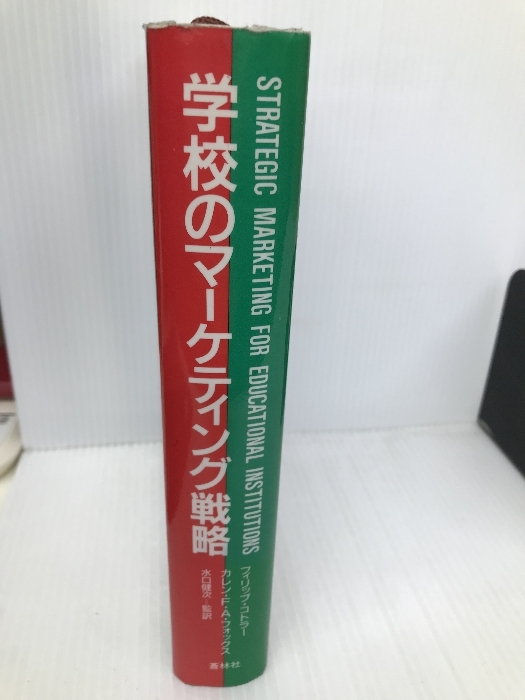 STRATEGIC MARKETING FOR EDUCATIONAL INSTITUTIONS
学校のマーケティング戦略
フィリップ・コトラー
カレン・F・A・フォックス
水口健次=監訳
蒼林社